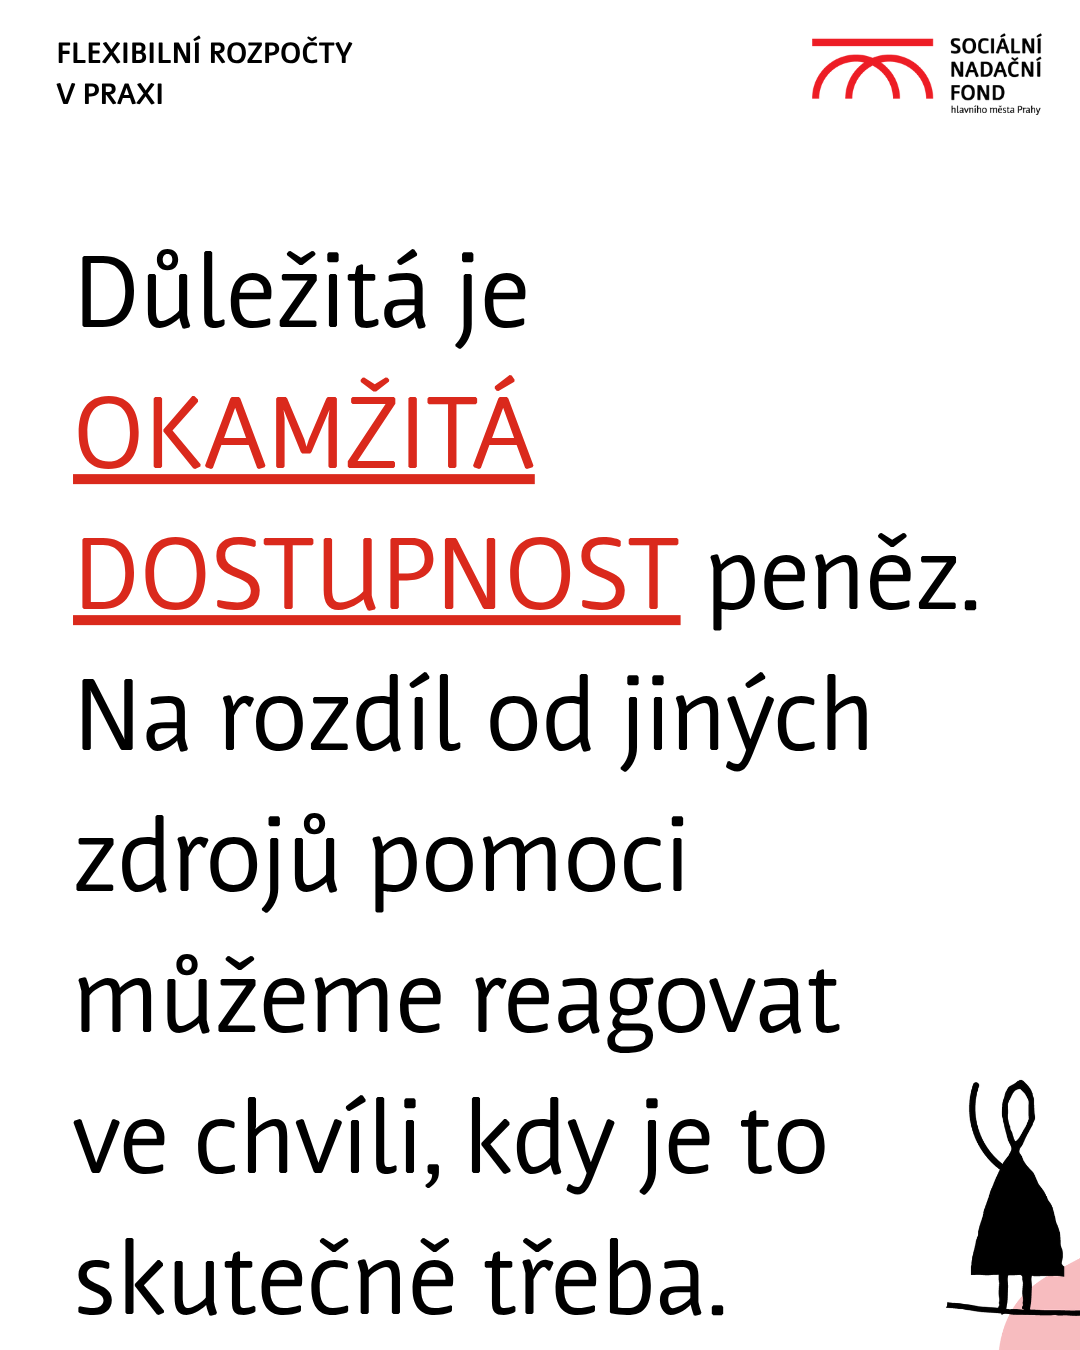 FLEXIBILNÍ ROZPOČTY
V PRAXI
SOCIÁLNÍ
NADAČNÍ
FOND
hlavního města Prahy
Důležitá je
OKAMŽITÁ
DOSTUPNOST peněz.
Na rozdíl od jiných
zdrojů pomoci
můžeme reagovat
ve chvíli, kdy je to
skutečně třeba.